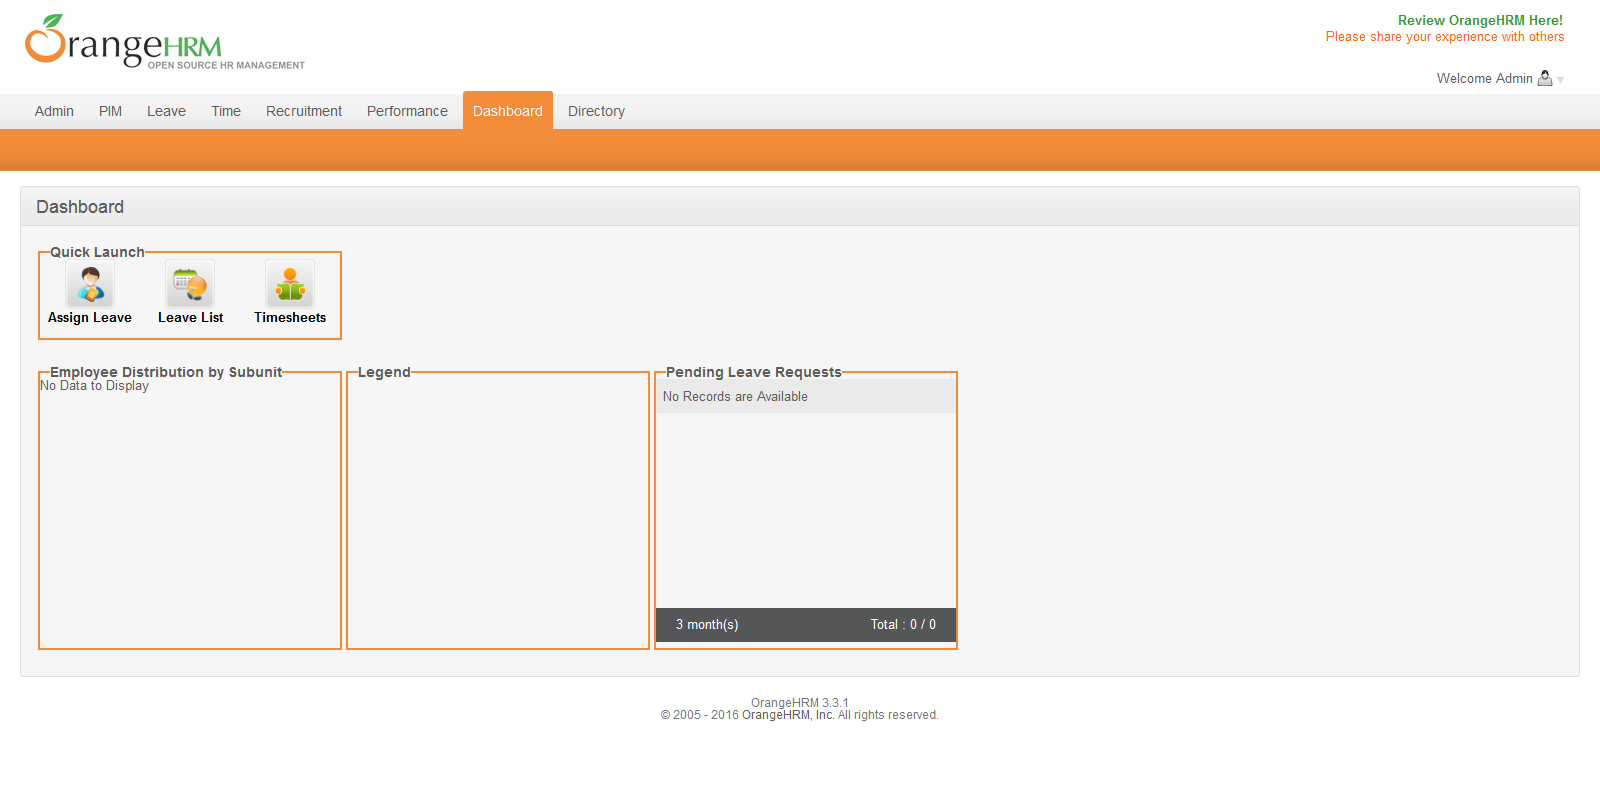 OrangeHRM
OPEN SOURCE HR MANAGEMENT
Review OrangeHRM Here!
Please share your experience with others
Welcome Admin
Admin PIM Leave Time Recruitment Performance Dashboard Directory
Dashboard
Quick Launch
Assign Leave Leave List Timesheets
Employee Distribution by Subunit
No Data to Display
Legend
Pending Leave Requests
No Records are Available
3 month(s) Total : 0 / 0
OrangeHRM 3.3.1
© 2005 - 2016 OrangeHRM, Inc. All rights reserved.